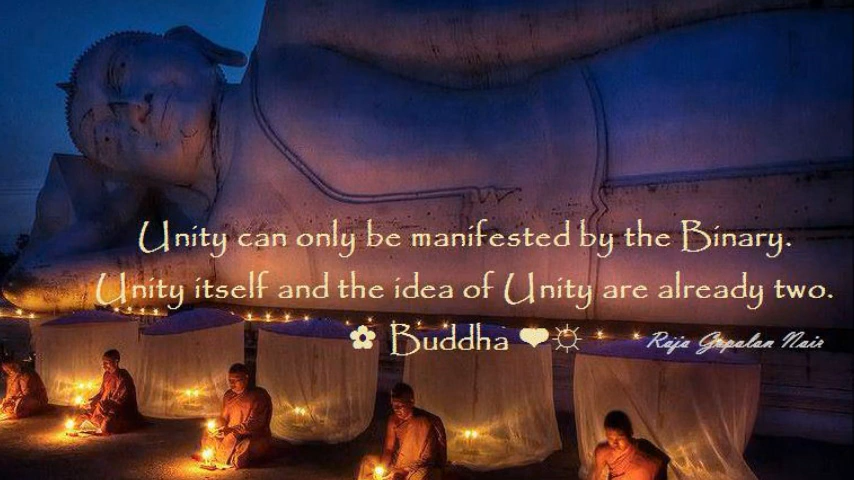 Unity can only be manifested by the Binary.
Unity itself and the idea of Unity are already two.
✿ Buddha ❤☼ Raja Gopalan Nair